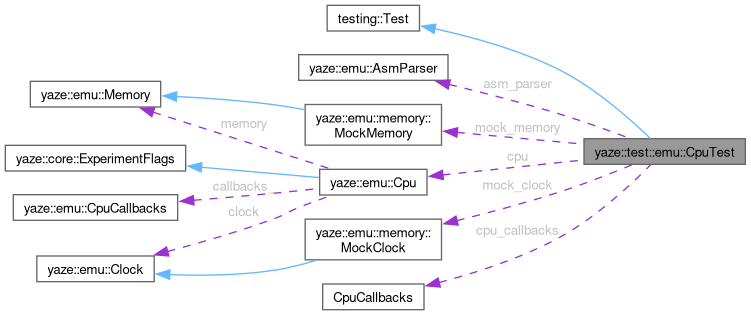 testing::Test
yaze::emu::AsmParser
asm_parser
yaze::emu::Memory
yaze::emu::memory::
MockMemory
memory
mock_memory
yaze::test::emu::CpuTest
cpu
yaze::core::ExperimentFlags
yaze::emu::Cpu
callbacks_
mock_clock
yaze::emu::CpuCallbacks
clock
yaze::emu::memory::
MockClock
cpu_callbacks
yaze::emu::Clock
CpuCallbacks